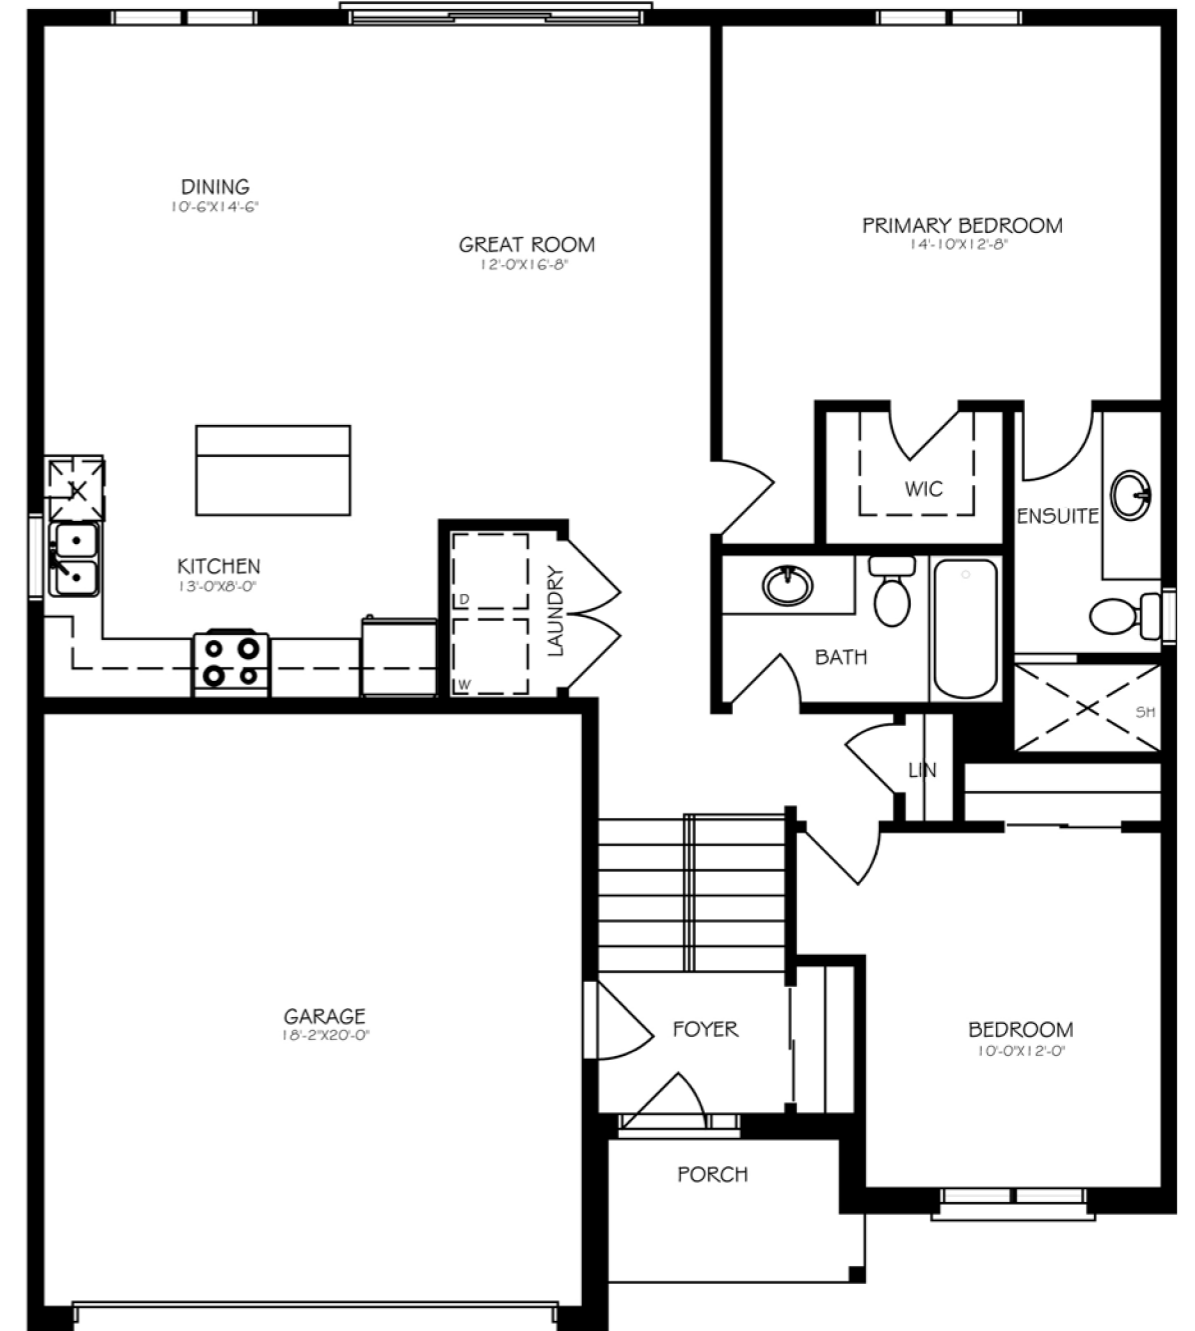 DINING
10'-6"X14'-6"
GREAT ROOM
12'-0"X16'-8"
PRIMARY BEDROOM
14'-10"X12'-8"
WIC
ENSUITE
KITCHEN
13'-0"X8'-0"
D
LAUNDRY
W
BATH
SH
LIN
GARAGE
18'-2"X20'-0"
FOYER
BEDROOM
10'-0"X12'-0"
PORCH